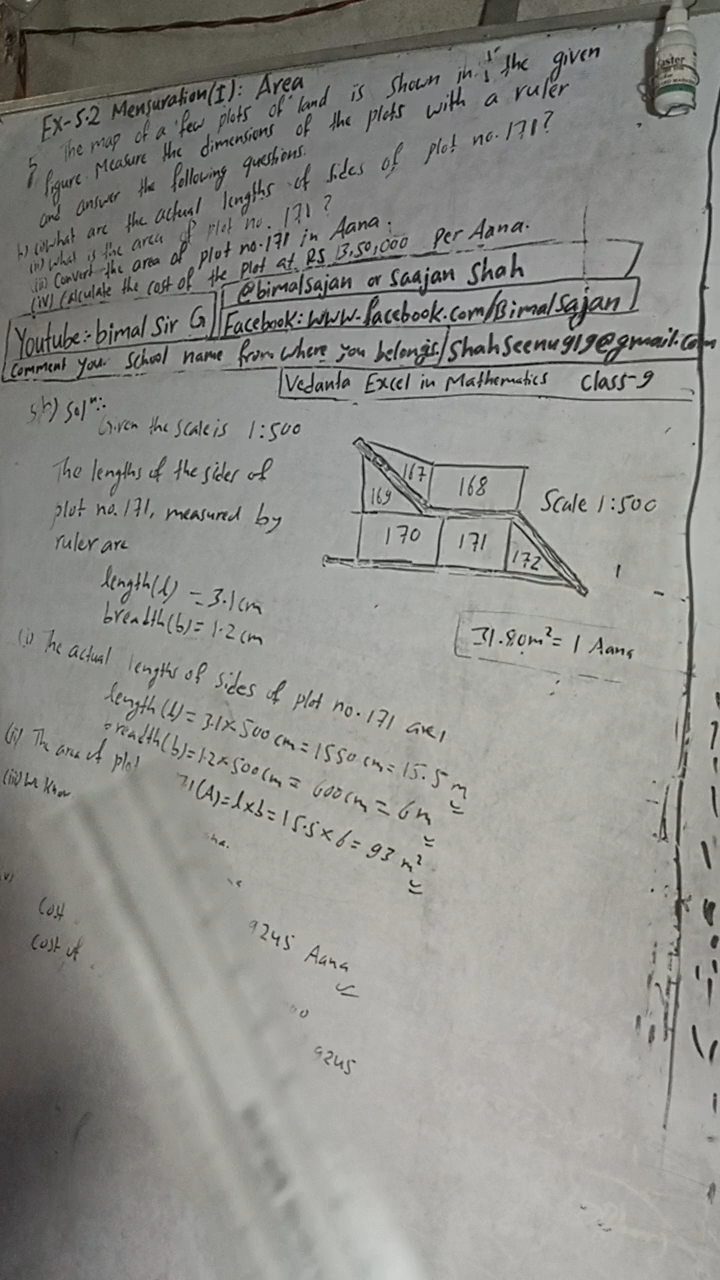 EX-5.2 Mensuration(I): Area
5. The map of a few plots of land is shown in the given
figure. Measure the dimensions of the plots with a ruler
and answer the following questions.
b) (i) What are the actual lengths of sides of plot no. 171?
(ii) What is the area of plot no. 171?
(iii) Convert the area of plot no. 171 in Aana.
(iv) Calculate the cost of the plot at RS 13,50,000 per Aana.
@bimalsajan or Saajan Shah
Youtube:- bimal Sir G
Facebook: www.facebook.com/Bimalsajan
Comment your school name from where you belongs/
Shahseenu919@gmail.com
Vedanta Excel in Mathematics Class-9
5.b) Solⁿ:
Given the scale is 1:500
The lengths of the sides of
plot no. 171, measured by
ruler are
length(l) = 3.1cm
breadth(b) = 1.2 cm
167
168
169
170
171
172
Scale 1:500
31.80m² = 1 Aana
(i) The actual lengths of sides of plot no. 171 are,
length (l) = 3.1 × 500 cm = 1550 cm = 15.5 m
breadth(b) = 1.2 × 500 cm = 600 cm = 6m
(ii) The area of plot 71(A) = l×b = 15.5 × 6 = 93 m²
(iii) We know
9245 Aana
Cost
Cost of
9245